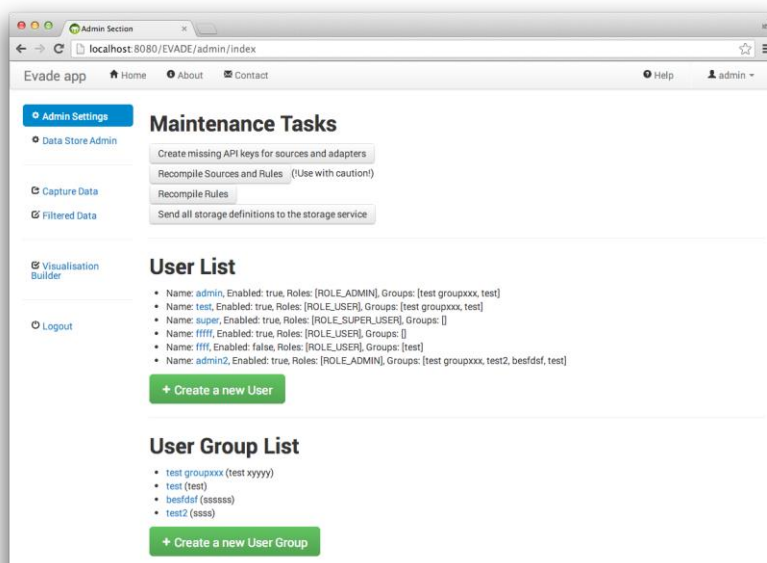 Admin Section
localhost:8080/EVADE/admin/index
Evade app Home About Contact Help admin
Admin Settings
Data Store Admin
Capture Data
Filtered Data
Visualisation
Builder
Logout
Maintenance Tasks
Create missing API keys for sources and adapters
Recompile Sources and Rules (!Use with caution!)
Recompile Rules
Send all storage definitions to the storage service
User List
Name: admin, Enabled: true, Roles: [ROLE_ADMIN], Groups: [test groupxxx, test]
Name: test, Enabled: true, Roles: [ROLE_USER], Groups: [test groupxxx, test]
Name: super, Enabled: true, Roles: [ROLE_SUPER_USER], Groups: []
Name: fffff, Enabled: true, Roles: [ROLE_USER], Groups: []
Name: ffff, Enabled: false, Roles: [ROLE_USER], Groups: [test]
Name: admin2, Enabled: true, Roles: [ROLE_ADMIN], Groups: [test groupxxx, test2, besfdsf, test]
+ Create a new User
User Group List
test groupxxx (test xyyyy)
test (test)
besfdsf (ssssss)
test2 (ssss)
+ Create a new User Group